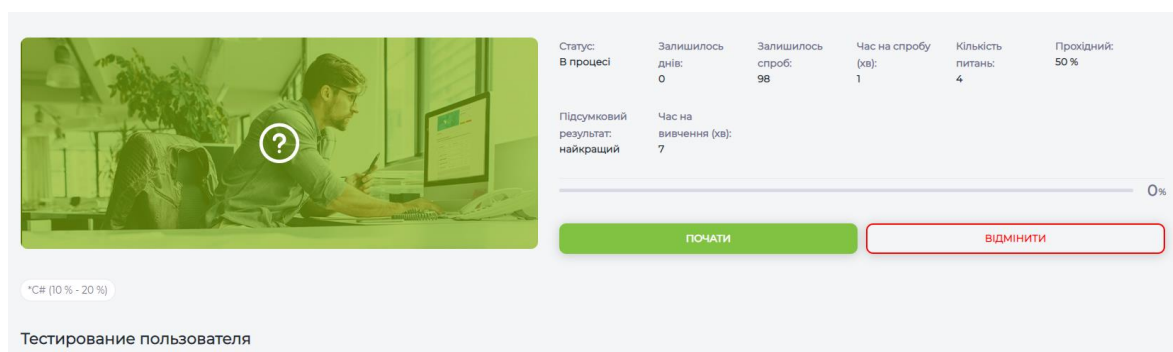 Статус:
В процесі
Залишилось
днів:
0
Залишилось
спроб:
98
Час на спробу
(хв):
1
Кількість
питань:
4
Прохідний:
50 %
Підсумковий
результат:
найкращий
Час на
вивчення (хв):
7
?
0%
ПОЧАТИ
ВІДМІНИТИ
*C# (10 % - 20 %)
Тестирование пользователя